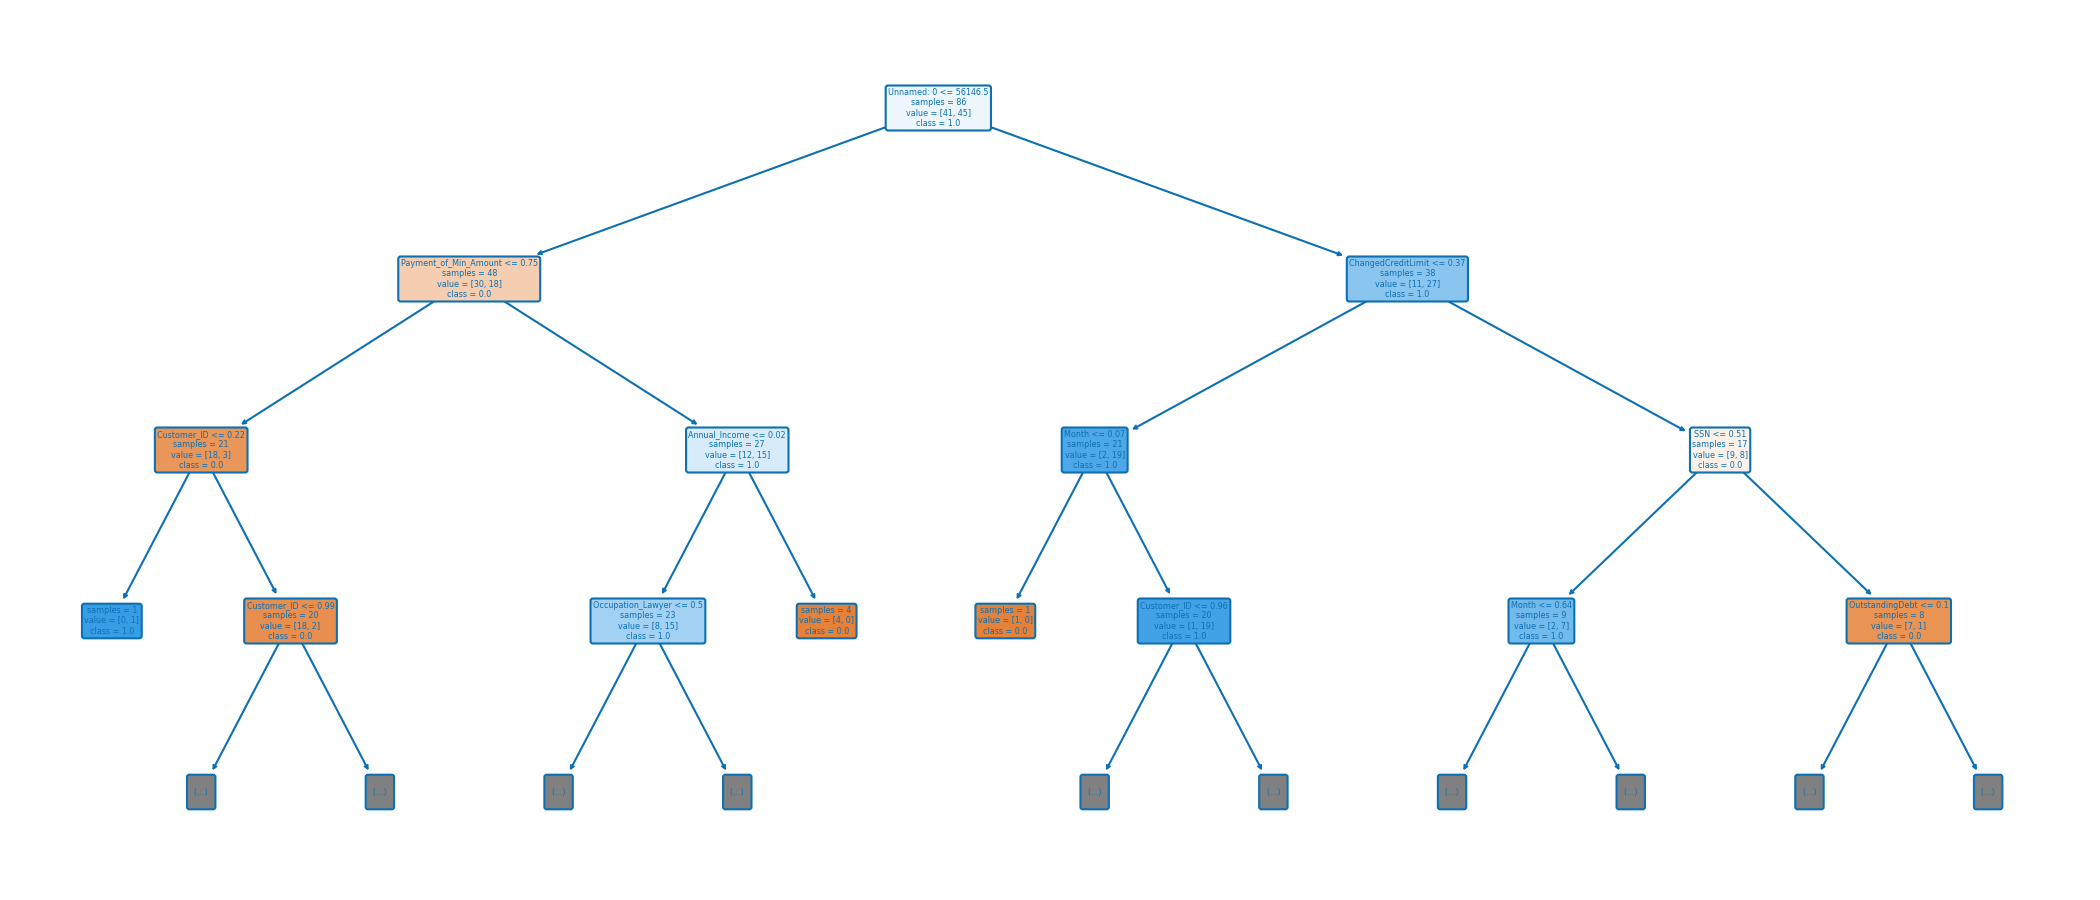 Unnamed: 0 <= 56146.5
samples = 86
value = [41, 45]
class = 1.0
Payment_of_Min_Amount <= 0.75
samples = 48
value = [30, 18]
class = 0.0
ChangedCreditLimit <= 0.37
samples = 38
value = [11, 27]
class = 1.0
Customer_ID <= 0.22
samples = 21
value = [18, 3]
class = 0.0
Annual_Income <= 0.02
samples = 27
value = [12, 15]
class = 1.0
Month <= 0.07
samples = 21
value = [2, 19]
class = 1.0
SSN <= 0.51
samples = 17
value = [9, 8]
class = 0.0
samples = 1
value = [0, 1]
class = 1.0
Customer_ID <= 0.99
samples = 20
value = [18, 2]
class = 0.0
Occupation_Lawyer <= 0.5
samples = 23
value = [8, 15]
class = 1.0
samples = 4
value = [4, 0]
class = 0.0
samples = 1
value = [1, 0]
class = 0.0
Customer_ID <= 0.96
samples = 20
value = [1, 19]
class = 1.0
Month <= 0.64
samples = 9
value = [2, 7]
class = 1.0
OutstandingDebt <= 0.1
samples = 8
value = [7, 1]
class = 0.0
(...)
(...)
(...)
(...)
(...)
(...)
(...)
(...)
(...)
(...)